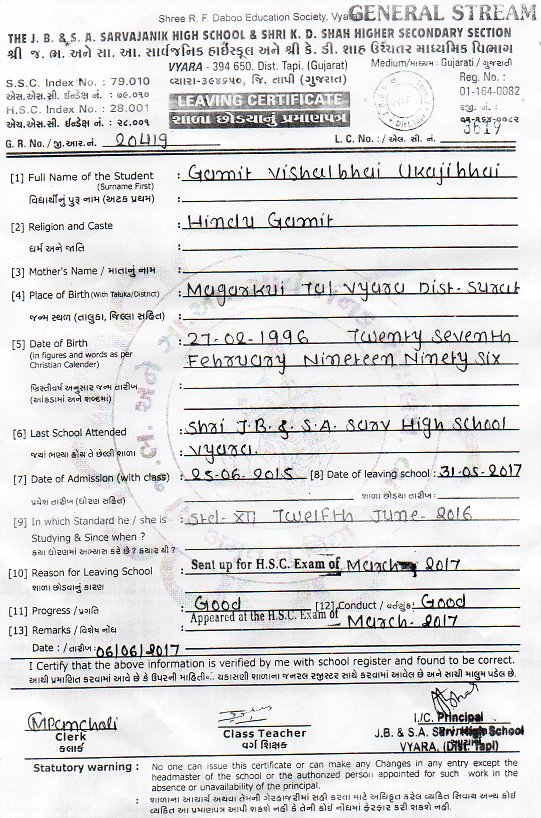 Shree R. F. Daboo Education Society, Vyara
GENERAL STREAM
THE J. B. & S. A. SARVAJANIK HIGH SCHOOL & SHRI K. D. SHAH HIGHER SECONDARY SECTION
શ્રી જ. ભ. અને સા. આ. સાર્વજનિક હાઈસ્કૂલ અને શ્રી કે. ડી. શાહ ઉચ્ચતર માધ્યમિક વિભાગ
VYARA - 394 650. Dist. Tapi. (Gujarat)
Medium/માધ્યમ : Gujarati / ગુજરાતી
S.S.C. Index No. : 79.010
વ્યારા-૩૯૪૬૫૦, જિ. તાપી (ગુજરાત)
Reg. No. :
એસ.એસ.સી. ઈન્ડેક્ષ નં. : ૭૯.૦૧૦
01-164-0082
H.S.C. Index No. : 28.001
LEAVING CERTIFICATE
રજી. નં. :
એચ.એસ.સી. ઈન્ડેક્ષ નં. : ૨૮.૦૦૧
શાળા છોડયાનું પ્રમાણપત્ર
૦૧-૧૬૪-૦૦૮૨
G. R. No./જી.આર.નં. 20419
L.C. No.:/એલ. સી. નં. 3619
[1] Full Name of the Student : Gamit Vishalbhai Ukajibhai
(Surname First)
વિદ્યાર્થીનું પુરૂ નામ (અટક પ્રથમ)
[2] Religion and Caste : Hindu Gamit
ધર્મ અને જાતિ
[3] Mother's Name / માતાનું નામ :
[4] Place of Birth(With Taluka/District) : Magarkui Tal. Vyara Dist. Surat
જન્મ સ્થળ (તાલુકા, જિલ્લા સહિત) :
[5] Date of Birth : 27-02-1996 Twenty Seventh
(in figures and words as per
Christian Calender)
February Nineteen Ninety Six
ખ્રિસ્તીવર્ષ અનુસાર જન્મ તારીખ :
(આંકડામાં અને શબ્દમાં)
[6] Last School Attended : Shri J.B. & S.A. Sarv High School
જ્યાં ભણ્યા હોય તે છેલ્લી શાળા : Vyara.
[7] Date of Admission (with class) : 25-06-2015 [8] Date of leaving school : 31-05-2017
પ્રવેશ તારીખ (ધોરણ સહિત) શાળા છોડયા તારીખ :
[9] In which Standard he / she is : Std-XII Twelfth June-2016
Studying & Since when ?
કયા ધોરણમાં અભ્યાસ કરે છે ? કયાર થી ? :
[10] Reason for Leaving School : Sent up for H.S.C. Exam of March 2017
શાળા છોડવાનું કારણ
[11] Progress / પ્રગતિ : Good [12] Conduct / વર્તણુંક : Good
[13] Remarks / વિશેષ નોંધ : Appeared at the H.S.C. Exam of March-2017
Date : /તારીખ : 06/06/2017
I Certify that the above information is verified by me with school register and found to be correct.
આથી પ્રમાણિત કરવામાં આવે છે કે ઉપરની માહિતીની ચકાસણી શાળાના જનરલ રજીસ્ટર સાથે કરવામાં આવેલ છે અને સાચી માલુમ પડેલ છે.
Clerk
કલાર્ક
Class Teacher
વર્ગ શિક્ષક
I./C. Principal
J.B. & S.A. Serv. High School
VYARA. (Dist. Tapi)
Statutory warning : No one can issue this certificate or can make any Changes in any entry except the
headmaster of the school or the authorized person appointed for such work in the
absence or unavailability of the principal.
: શાળાના આચાર્ય અથવા તેમની ગેરહાજરીમાં સહી કરવા માટે અધિકૃત કરેલ વ્યકિત સિવાય અન્ય કોઈ
વ્યકિત આ પ્રમાણપત્ર આપી શકશે નહીં કે તેની કોઈ નોંધમાં ફેરફાર કરી શકશે નહીં.